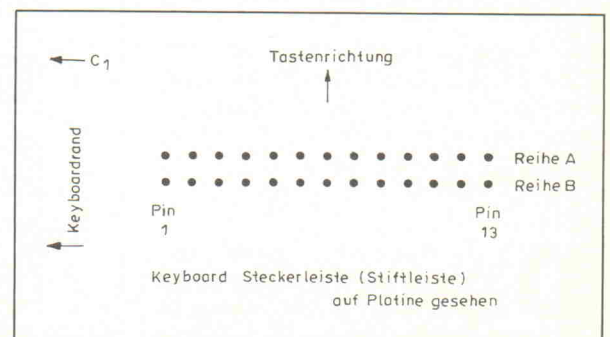 C1
Tastenrichtung
Keyboardrand
Reihe A
Reihe B
Pin Pin
1 13
Keyboard Steckerleiste (Stiftleiste)
auf Platine gesehen